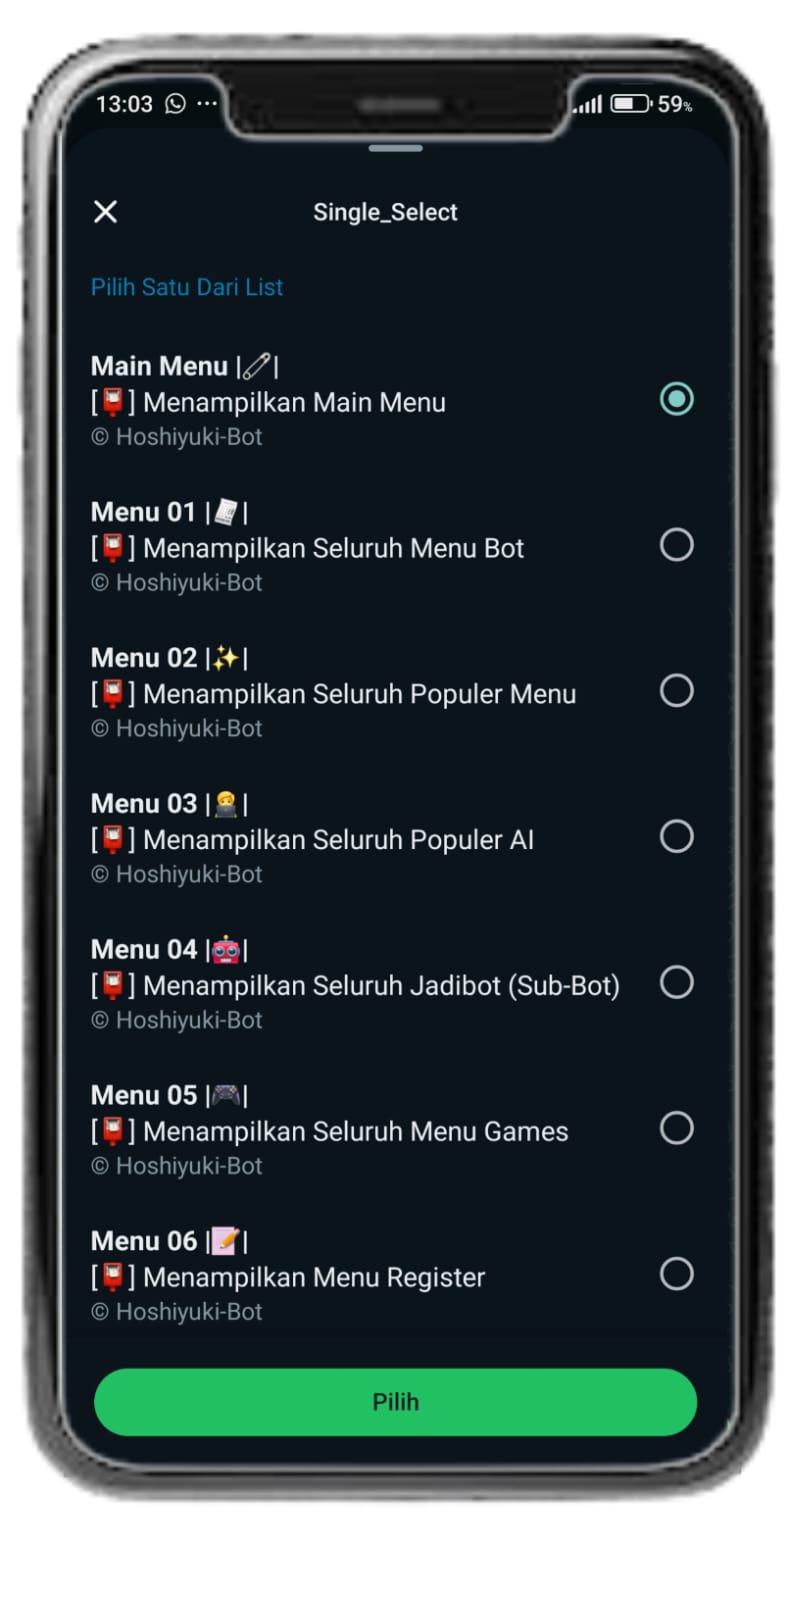 13:03 ... 59%
Single_Select
Pilih Satu Dari List
Main Menu |🧷|
[📮] Menampilkan Main Menu
© Hoshiyuki-Bot
Menu 01 |🧾|
[📮] Menampilkan Seluruh Menu Bot
© Hoshiyuki-Bot
Menu 02 |✨|
[📮] Menampilkan Seluruh Populer Menu
© Hoshiyuki-Bot
Menu 03 |🧑‍💻|
[📮] Menampilkan Seluruh Populer AI
© Hoshiyuki-Bot
Menu 04 |🤖|
[📮] Menampilkan Seluruh Jadibot (Sub-Bot)
© Hoshiyuki-Bot
Menu 05 |🎮|
[📮] Menampilkan Seluruh Menu Games
© Hoshiyuki-Bot
Menu 06 |📝|
[📮] Menampilkan Menu Register
© Hoshiyuki-Bot
Pilih